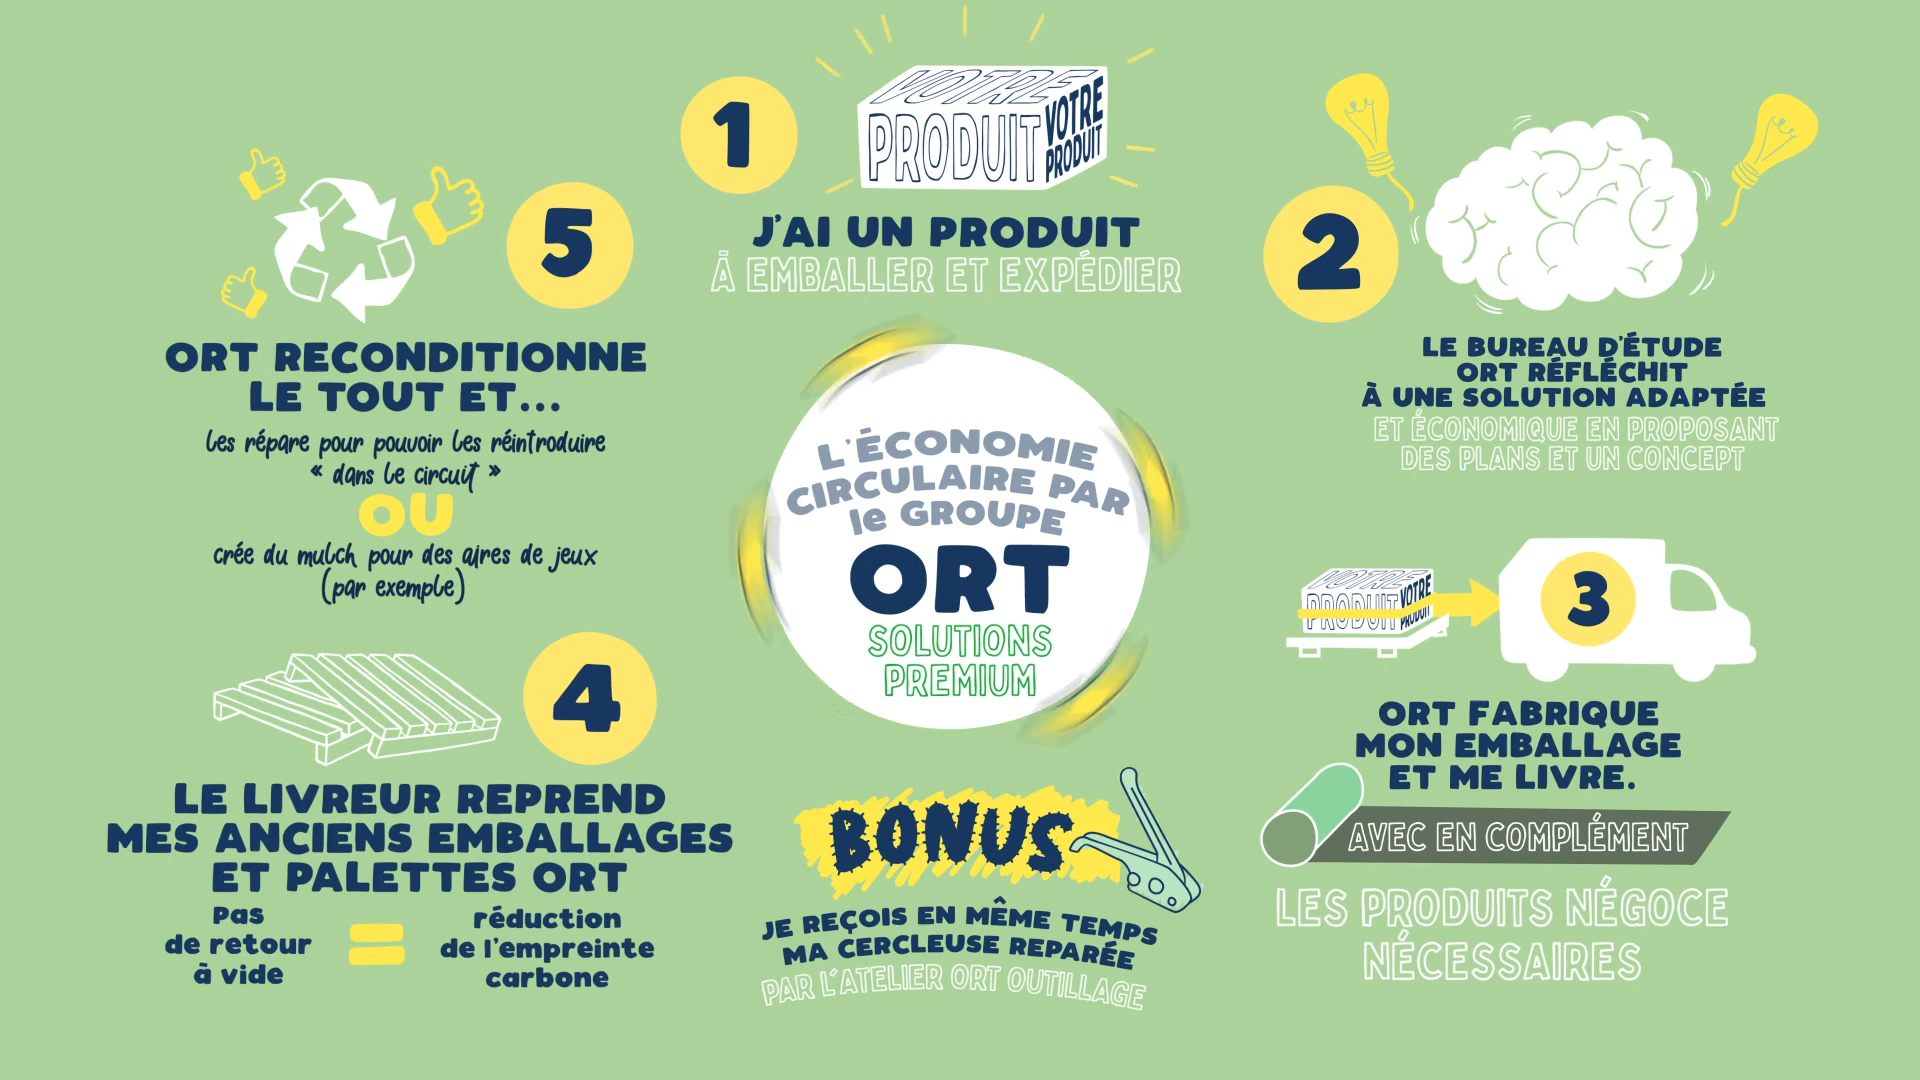 1
VOTRE
PRODUIT
VOTRE
PRODUIT
J'AI UN PRODUIT
À EMBALLER ET EXPÉDIER
2
LE BUREAU D'ÉTUDE
ORT RÉFLÉCHIT
À UNE SOLUTION ADAPTÉE
ET ÉCONOMIQUE EN PROPOSANT
DES PLANS ET UN CONCEPT
VOTRE
PRODUIT
VOTRE
PRODUIT
3
ORT FABRIQUE
MON EMBALLAGE
ET ME LIVRE.
AVEC EN COMPLÉMENT
LES PRODUITS NÉGOCE
NÉCESSAIRES
4
LE LIVREUR REPREND
MES ANCIENS EMBALLAGES
ET PALETTES ORT
Pas
de retour
à vide
=
réduction
de l'empreinte
carbone
5
ORT RECONDITIONNE
LE TOUT ET...
les répare pour pouvoir les réintroduire
« dans le circuit »
OU
crée du mulch pour des aires de jeux
(par exemple)
L'ÉCONOMIE
CIRCULAIRE PAR
le GROUPE
ORT
SOLUTIONS
PREMIUM
BONUS
JE REÇOIS EN MÊME TEMPS
MA CERCLEUSE REPARÉE
PAR L'ATELIER ORT OUTILLAGE